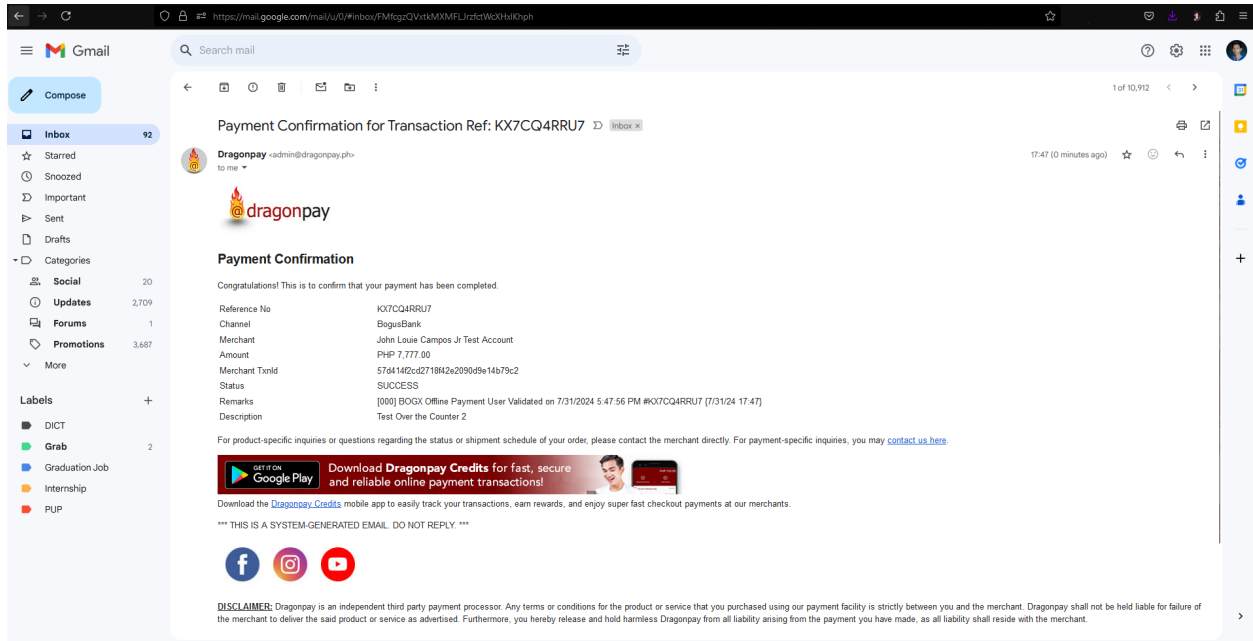 https://mail.google.com/mail/u/0/#inbox/FMfcgzQVxtkMXMFLJrzfctWcXHxlKhph
Gmail
Search mail
Compose
1 of 10,912
Inbox 92
Starred
Snoozed
Important
Sent
Drafts
Categories
Social 20
Updates 2,709
Forums 1
Promotions 3,687
More
Labels
DICT
Grab 2
Graduation Job
Internship
PUP
Payment Confirmation for Transaction Ref: KX7CQ4RRU7 Inbox ×
Dragonpay <admin@dragonpay.ph> 17:47 (0 minutes ago)
to me
@dragonpay
Payment Confirmation
Congratulations! This is to confirm that your payment has been completed.
Reference No KX7CQ4RRU7
Channel BogusBank
Merchant John Louie Campos Jr Test Account
Amount PHP 7,777.00
Merchant TxnId 57d414f2cd2718f42e2090d9e14b79c2
Status SUCCESS
Remarks [000] BOGX Offline Payment User Validated on 7/31/2024 5:47:56 PM #KX7CQ4RRU7 {7/31/24 17:47}
Description Test Over the Counter 2
For product-specific inquiries or questions regarding the status or shipment schedule of your order, please contact the merchant directly. For payment-specific inquiries, you may contact us here.
GET IT ON
Google Play
Download Dragonpay Credits for fast, secure
and reliable online payment transactions!
Download the Dragonpay Credits mobile app to easily track your transactions, earn rewards, and enjoy super fast checkout payments at our merchants.
*** THIS IS A SYSTEM-GENERATED EMAIL. DO NOT REPLY. ***
DISCLAIMER: Dragonpay is an independent third party payment processor. Any terms or conditions for the product or service that you purchased using our payment facility is strictly between you and the merchant. Dragonpay shall not be held liable for failure of
the merchant to deliver the said product or service as advertised. Furthermore, you hereby release and hold harmless Dragonpay from all liability arising from the payment you have made, as all liability shall reside with the merchant.